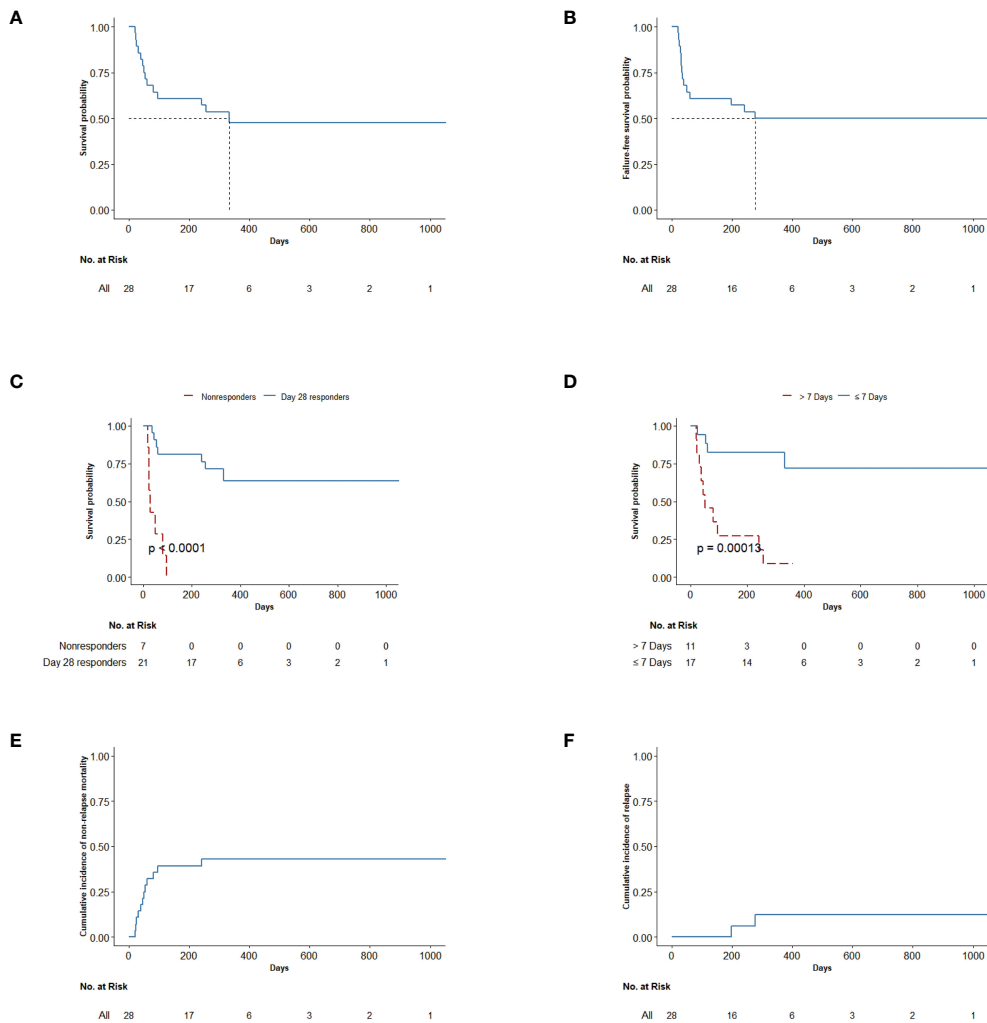 A
Survival probability
1.00
0.75
0.50
0.25
0.00
0 200 400 600 800 1000
Days
No. at Risk
All 28 17 6 3 2 1
B
Failure-free survival probability
1.00
0.75
0.50
0.25
0.00
0 200 400 600 800 1000
Days
No. at Risk
All 28 16 6 3 2 1
C
Nonresponders Day 28 responders
Survival probability
1.00
0.75
0.50
0.25
0.00
p < 0.0001
0 200 400 600 800 1000
Days
No. at Risk
Nonresponders 7 0 0 0 0 0
Day 28 responders 21 17 6 3 2 1
D
> 7 Days ≤ 7 Days
Survival probability
1.00
0.75
0.50
0.25
0.00
p = 0.00013
0 200 400 600 800 1000
Days
No. at Risk
> 7 Days 11 3 0 0 0 0
≤ 7 Days 17 14 6 3 2 1
E
Cumulative incidence of non-relapse mortality
1.00
0.75
0.50
0.25
0.00
0 200 400 600 800 1000
Days
No. at Risk
All 28 17 6 3 2 1
F
Cumulative incidence of relapse
1.00
0.75
0.50
0.25
0.00
0 200 400 600 800 1000
Days
No. at Risk
All 28 16 6 3 2 1